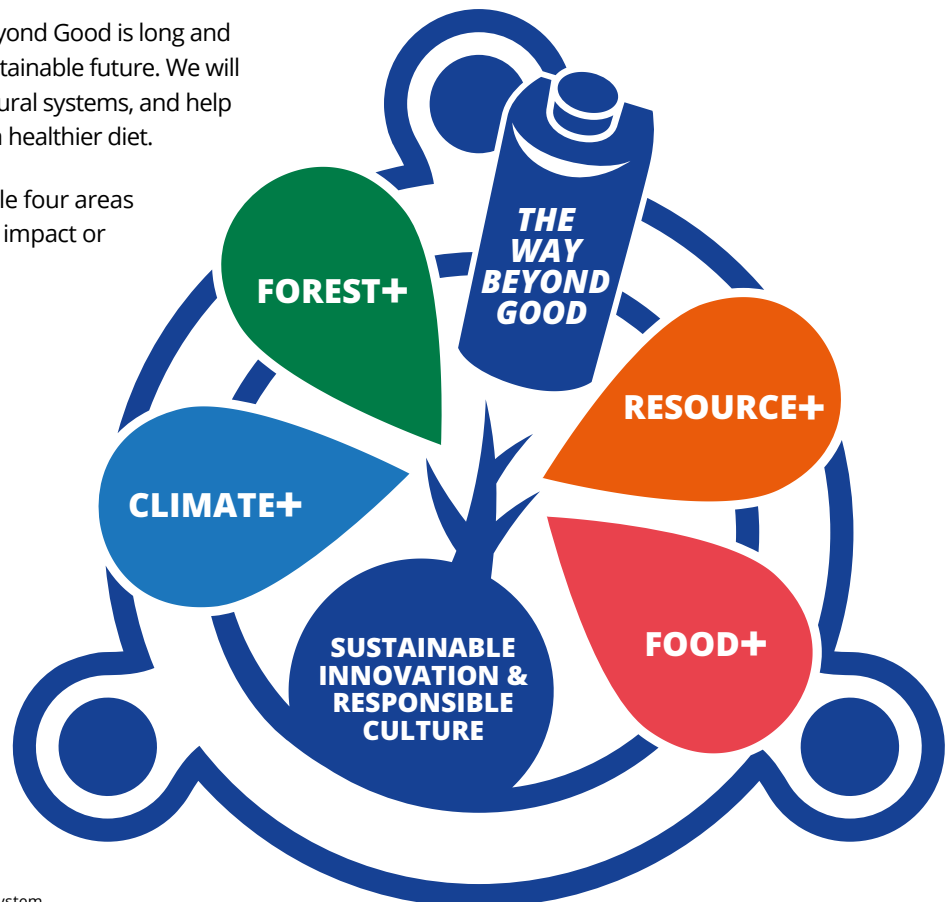 yond Good is long and
tainable future. We will
ural systems, and help
healthier diet.
le four areas
impact or
THE
WAY
BEYOND
GOOD
FOREST+
RESOURCE+
CLIMATE+
FOOD+
SUSTAINABLE
INNOVATION &
RESPONSIBLE
CULTURE
ystem